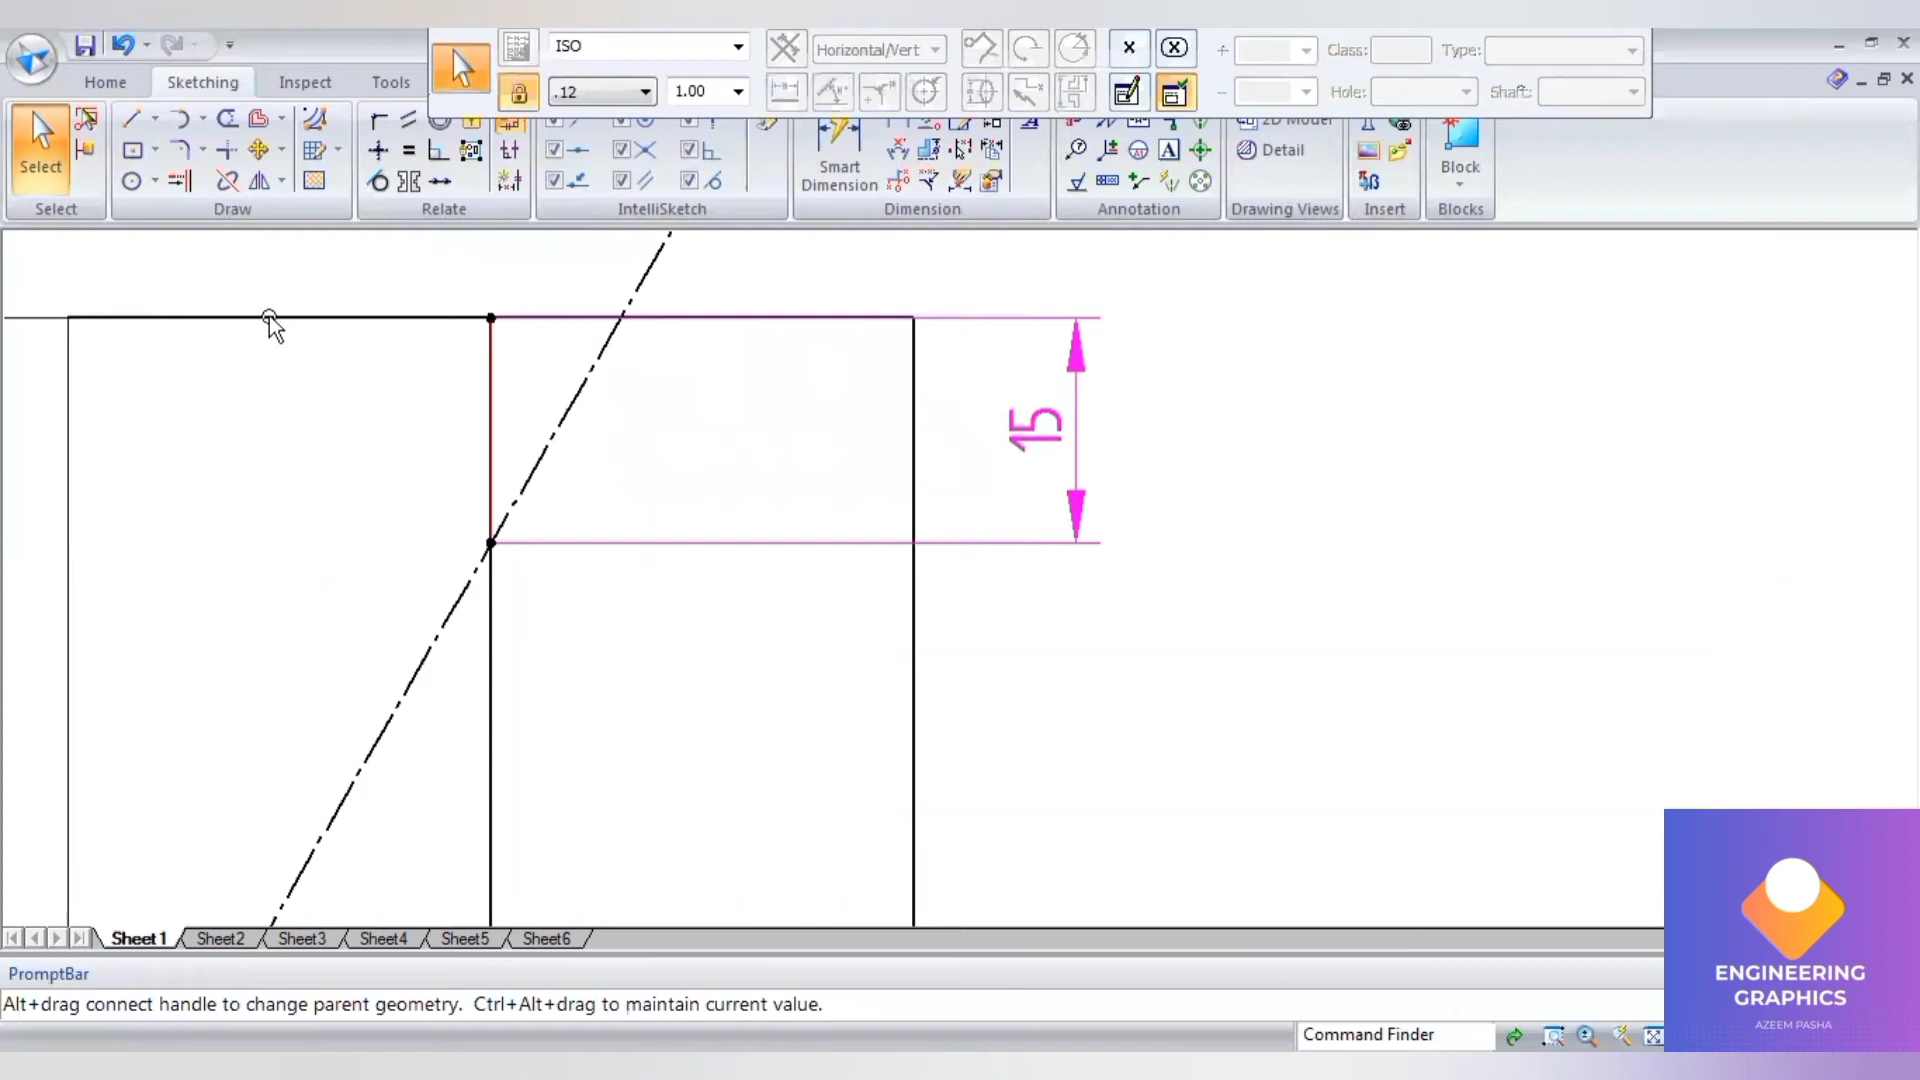 ISO
Horizontal/Vert
Class:
Type:
Home
Sketching
Inspect
Tools
.12
1.00
Hole:
Shaft:
Select
Smart
Dimension
2D Model
Detail
Block
Select
Draw
Relate
IntelliSketch
Dimension
Annotation
Drawing Views
Insert
Blocks
15
Sheet1
Sheet2
Sheet3
Sheet4
Sheet5
Sheet6
PromptBar
Alt+drag connect handle to change parent geometry. Ctrl+Alt+drag to maintain current value.
Command Finder
ENGINEERING
GRAPHICS
AZEEM PASHA